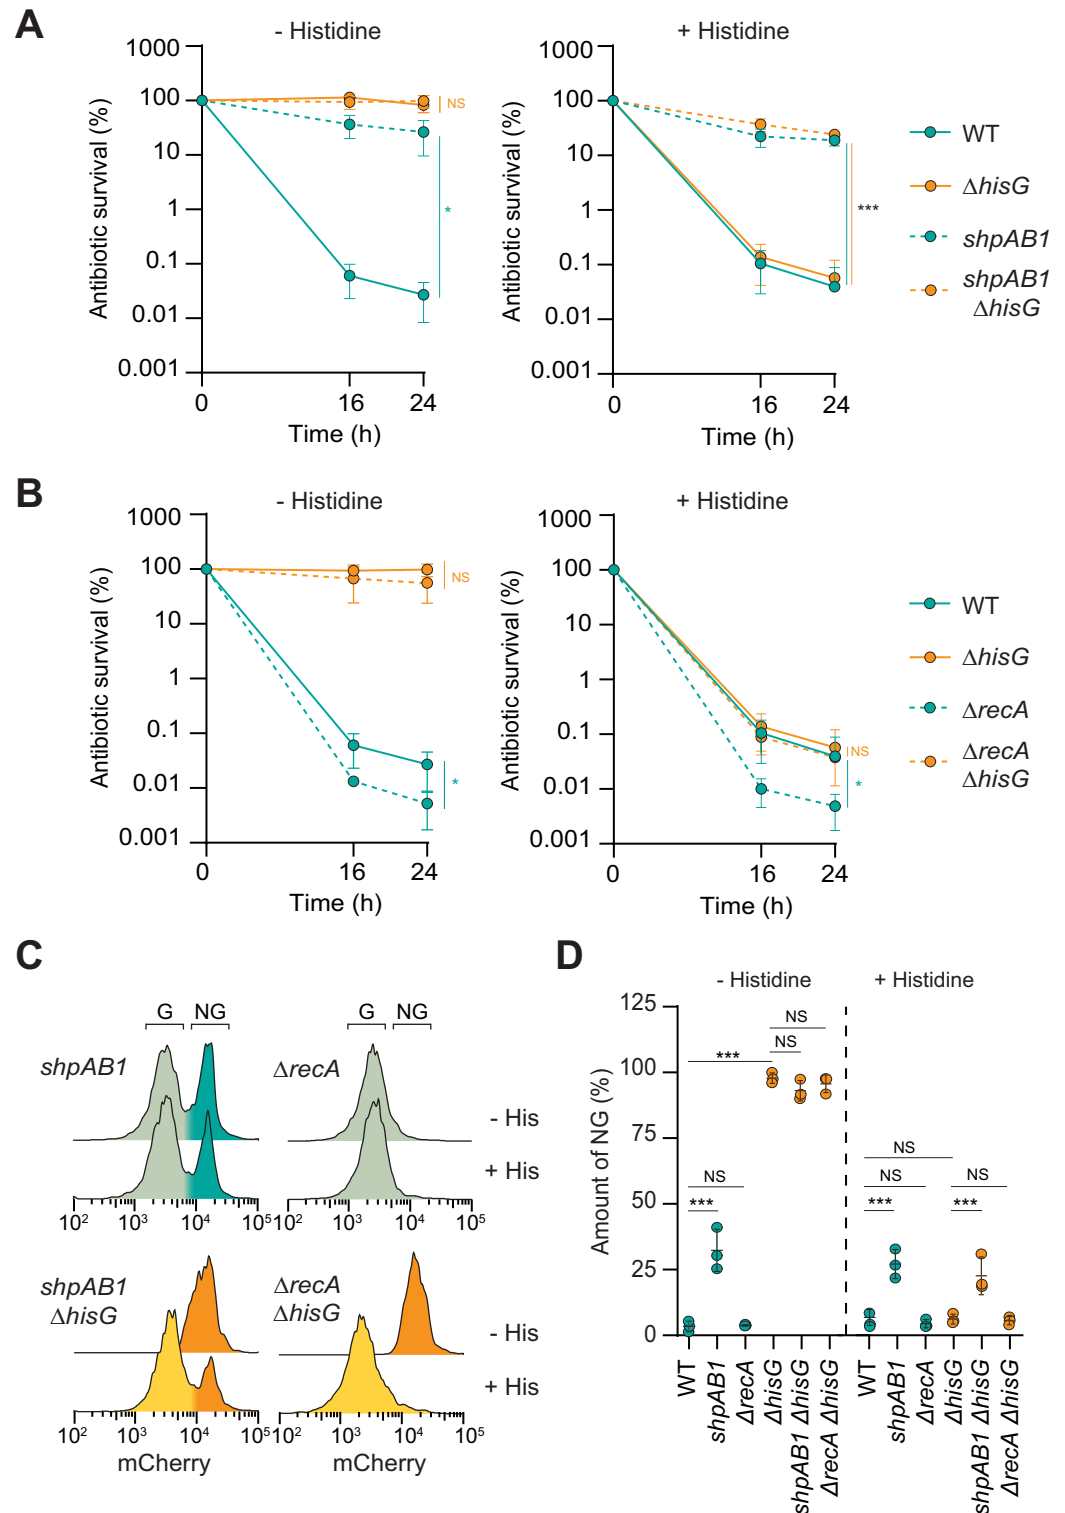 A
- Histidine
+ Histidine
Antibiotic survival (%)
1000
100
10
1
0.1
0.01
0.001
0
16
24
Time (h)
NS
*
Antibiotic survival (%)
1000
100
10
1
0.1
0.01
0.001
0
16
24
Time (h)
***
WT
ΔhisG
shpAB1
shpAB1
ΔhisG
B
- Histidine
+ Histidine
Antibiotic survival (%)
1000
100
10
1
0.1
0.01
0.001
0
16
24
Time (h)
NS
*
Antibiotic survival (%)
1000
100
10
1
0.1
0.01
0.001
0
16
24
Time (h)
NS
*
WT
ΔhisG
ΔrecA
ΔrecA
ΔhisG
C
G NG
shpAB1
10² 10³ 10⁴ 10⁵
G NG
ΔrecA
- His
+ His
10² 10³ 10⁴ 10⁵
shpAB1
ΔhisG
10² 10³ 10⁴ 10⁵
mCherry
ΔrecA
ΔhisG
- His
+ His
10² 10³ 10⁴ 10⁵
mCherry
D
- Histidine
+ Histidine
Amount of NG (%)
125
100
75
50
25
0
NS
NS
***
NS
***
NS
NS
***
NS
***
WT
shpAB1
ΔrecA
ΔhisG
shpAB1 ΔhisG
ΔrecA ΔhisG
WT
shpAB1
ΔrecA
ΔhisG
shpAB1 ΔhisG
ΔrecA ΔhisG